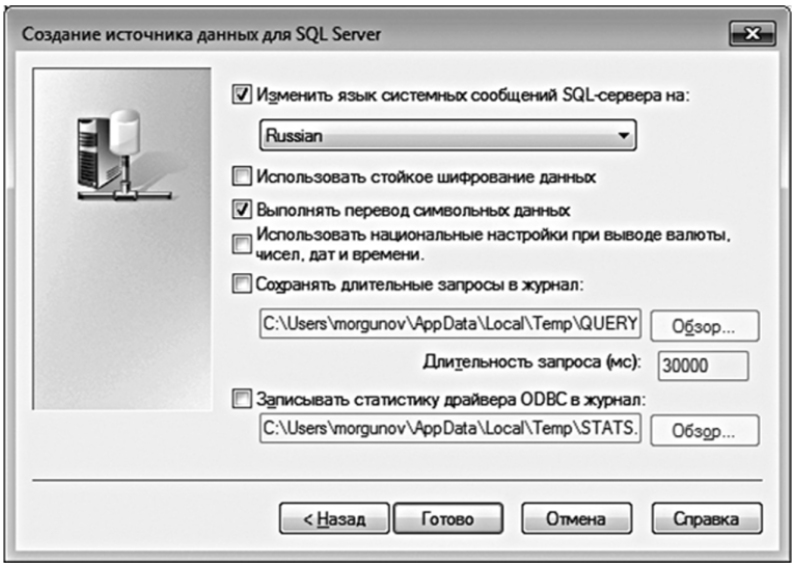 Создание источника данных для SQL Server
Изменить язык системных сообщений SQL-сервера на:
Russian
Использовать стойкое шифрование данных
Выполнять перевод символьных данных
Использовать национальные настройки при выводе валюты,
чисел, дат и времени.
Сохранять длительные запросы в журнал:
C:\Users\morgunov\AppData\Local\Temp\QUERY
Обзор...
Длительность запроса (мс):
30000
Записывать статистику драйвера ODBC в журнал:
C:\Users\morgunov\AppData\Local\Temp\STATS.
Обзор...
< Назад
Готово
Отмена
Справка